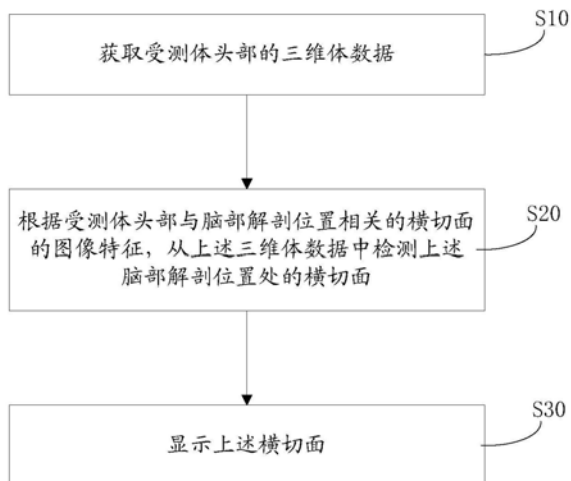 S10
获取受测体头部的三维体数据
根据受测体头部与脑部解剖位置相关的横切面
的图像特征，从上述三维体数据中检测上述
脑部解剖位置处的横切面
S20
显示上述横切面
S30